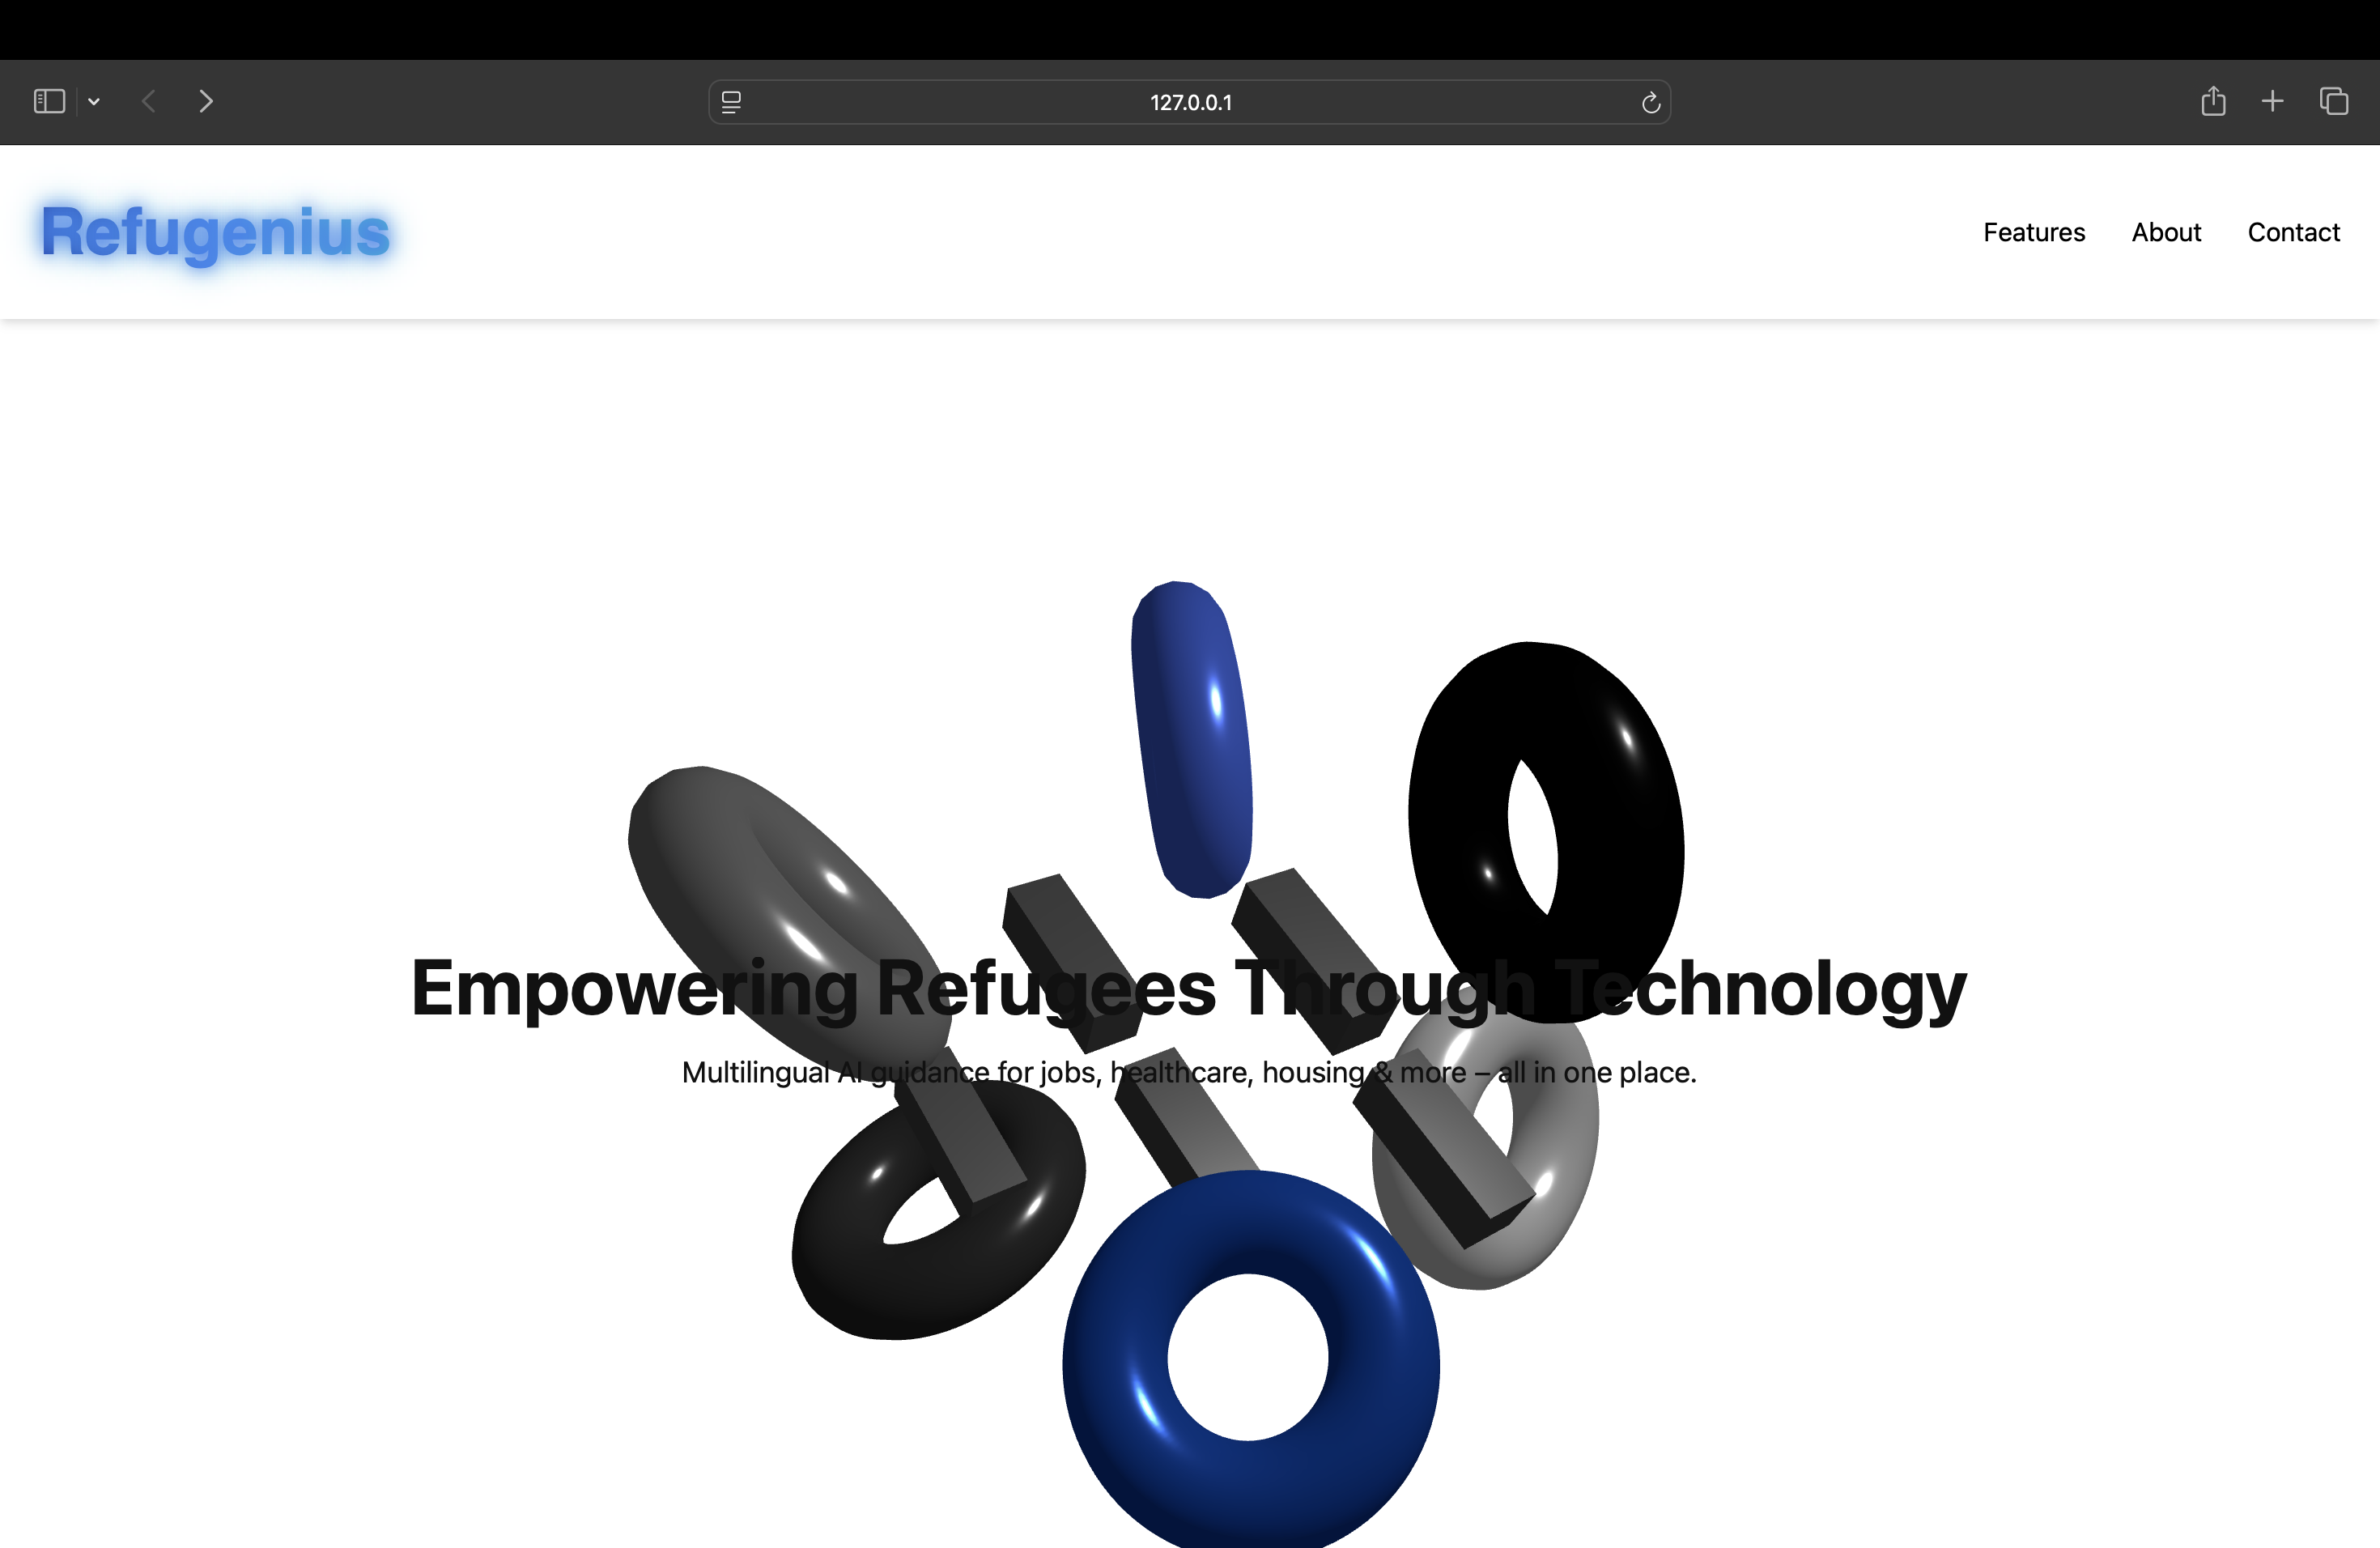 127.0.0.1
Refugenius
Features About Contact
Empowering Refugees Through Technology
Multilingual AI guidance for jobs, healthcare, housing & more – all in one place.